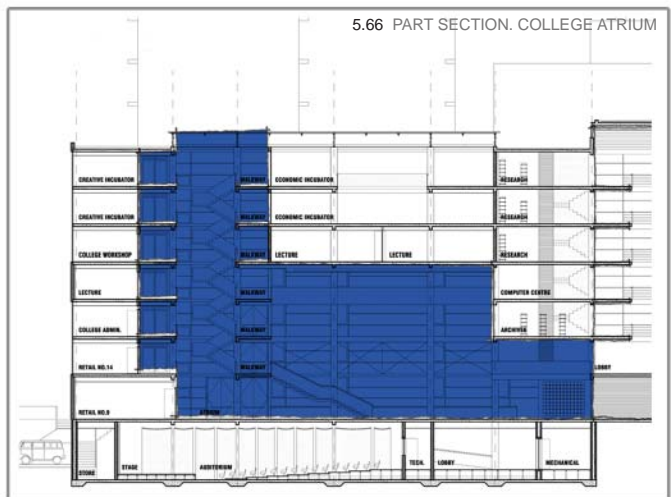 5.66 PART SECTION. COLLEGE ATRIUM
CREATIVE INCUBATOR WALKWAY ECONOMIC INCUBATOR RESEARCH
CREATIVE INCUBATOR WALKWAY ECONOMIC INCUBATOR RESEARCH
COLLEGE WORKSHOP WALKWAY LECTURE LECTURE RESEARCH
LECTURE WALKWAY COMPUTER CENTRE
COLLEGE ADMIN. WALKWAY ARCHIVES
RETAIL NO.14 WALKWAY LOBBY
RETAIL NO.9 ATRIUM
STORE STAGE AUDITORIUM TECH. LOBBY MECHANICAL